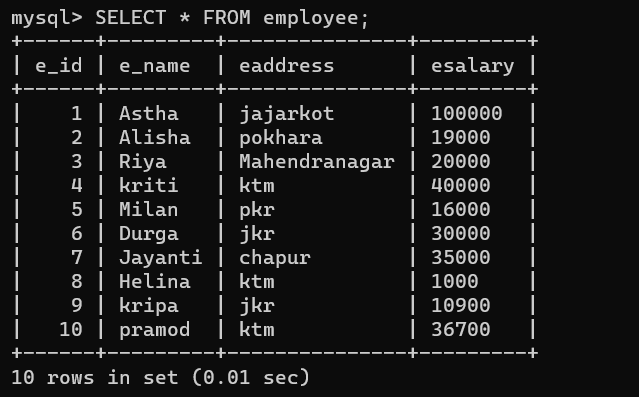 mysql> SELECT * FROM employee;
+------+---------+---------------+---------+
| e_id | e_name  | eaddress      | esalary |
+------+---------+---------------+---------+
|    1 | Astha   | jajarkot      | 100000  |
|    2 | Alisha  | pokhara       | 19000   |
|    3 | Riya    | Mahendranagar | 20000   |
|    4 | kriti   | ktm           | 40000   |
|    5 | Milan   | pkr           | 16000   |
|    6 | Durga   | jkr           | 30000   |
|    7 | Jayanti | chapur        | 35000   |
|    8 | Helina  | ktm           | 1000    |
|    9 | kripa   | jkr           | 10900   |
|   10 | pramod  | ktm           | 36700   |
+------+---------+---------------+---------+
10 rows in set (0.01 sec)